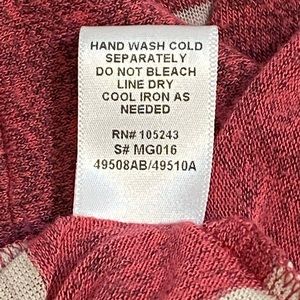 HAND WASH COLD
SEPARATELY
DO NOT BLEACH
LINE DRY
COOL IRON AS
NEEDED
RN# 105243
S# MG016
49508AB/49510A